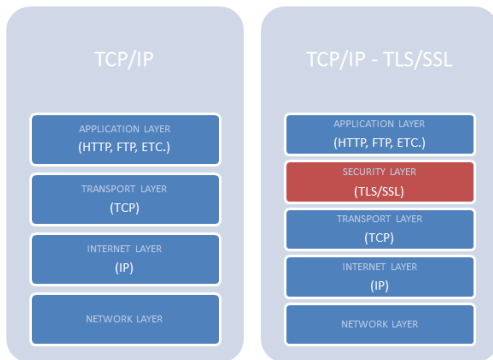 TCP/IP
APPLICATION LAYER
(HTTP, FTP, ETC.)
TRANSPORT LAYER
(TCP)
INTERNET LAYER
(IP)
NETWORK LAYER
TCP/IP - TLS/SSL
APPLICATION LAYER
(HTTP, FTP, ETC.)
SECURITY LAYER
(TLS/SSL)
TRANSPORT LAYER
(TCP)
INTERNET LAYER
(IP)
NETWORK LAYER